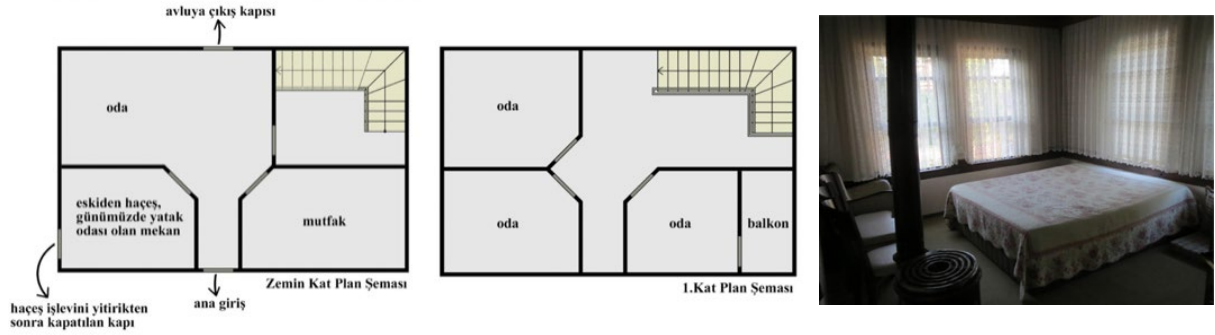 avluya çıkış kapısı
oda
eskiden haçeş,
günümüzde yatak
odası olan mekan
mutfak
Zemin Kat Plan Şeması
ana giriş
haçeş işlevini yitirikten
sonra kapatılan kapı
oda
oda
oda
balkon
1.Kat Plan Şeması